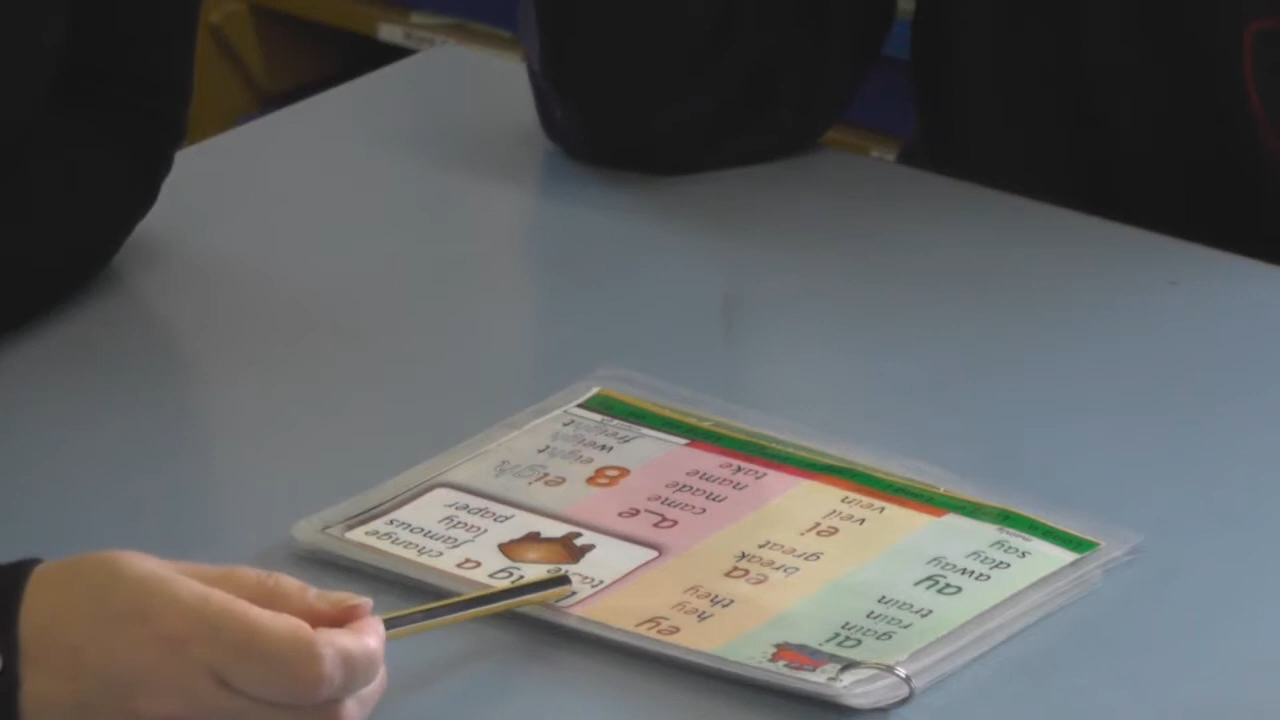 ai
gain
rain
train
ay
away
day
say
ey
hey
they
ea
break
great
ei
veil
vein
a_e
came
made
name
take
a
change
famous
lady
paper
eigh
8
eight
weigh
freight